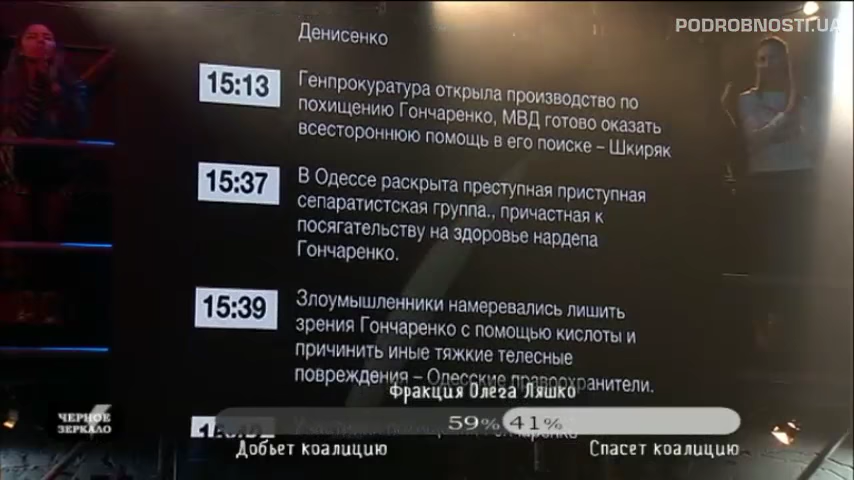 PODROBNOSTI.UA
Денисенко
15:13
Генпрокуратура открыла производство по
похищению Гончаренко, МВД готово оказать
всестороннюю помощь в его поиске – Шкиряк
15:37
В Одессе раскрыта преступная приступная
сепаратистская группа., причастная к
посягательству на здоровье нардепа
Гончаренко.
15:39
Злоумышленники намеревались лишить
зрения Гончаренко с помощью кислоты и
причинить иные тяжкие телесные
повреждения – Одесские правоохранители.
Фракция Олега Ляшко
ЧЕРНОЕ
ЗЕРКАЛО
59% 41%
Добьет коалицию
Спасет коалицию